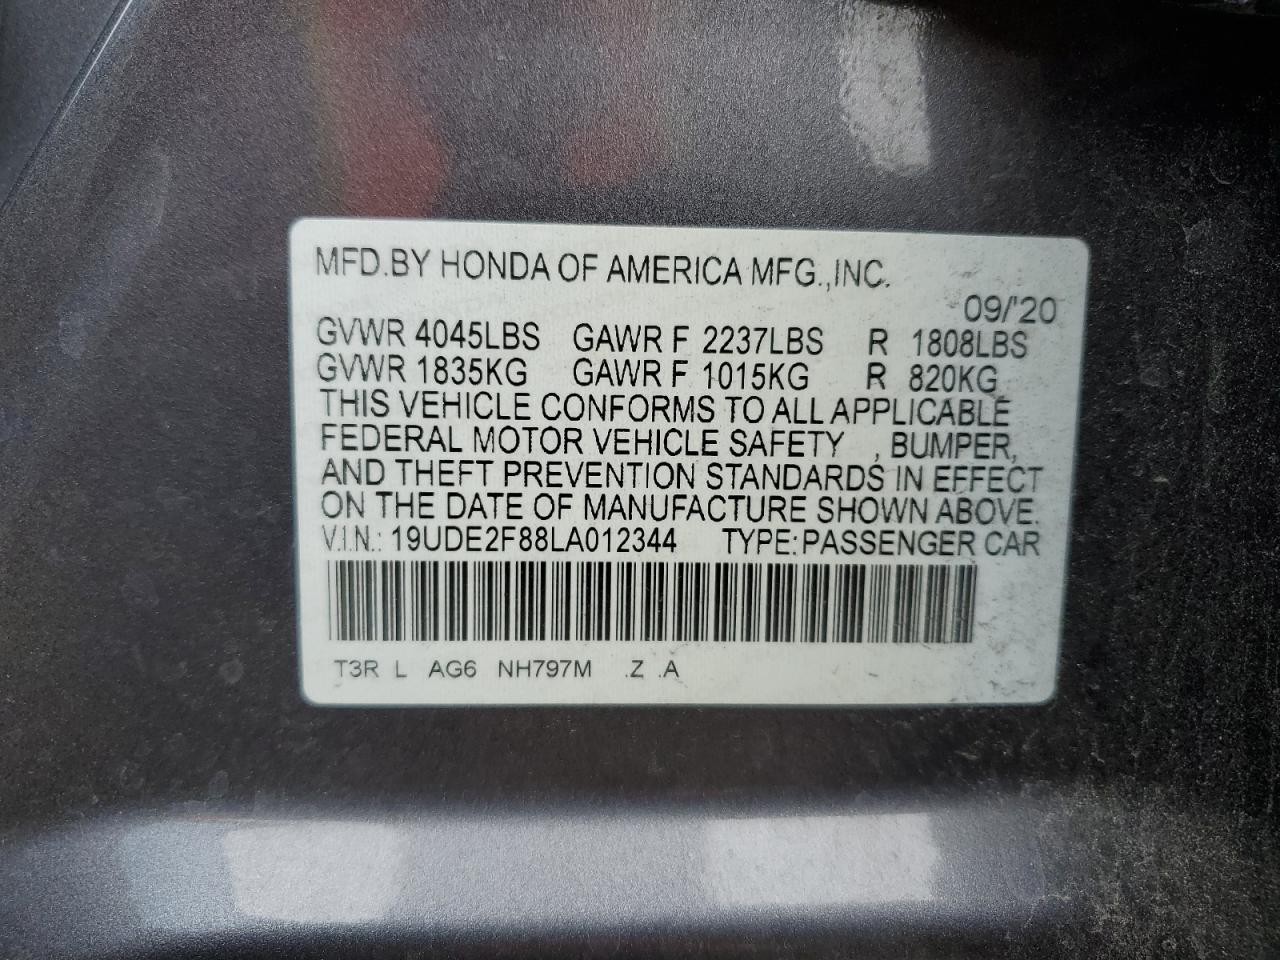 MFD.BY HONDA OF AMERICA MFG.,INC.
09/'20
GVWR 4045LBS GAWR F 2237LBS R 1808LBS
GVWR 1835KG GAWR F 1015KG R 820KG
THIS VEHICLE CONFORMS TO ALL APPLICABLE
FEDERAL MOTOR VEHICLE SAFETY , BUMPER,
AND THEFT PREVENTION STANDARDS IN EFFECT
ON THE DATE OF MANUFACTURE SHOWN ABOVE.
V.I.N.: 19UDE2F88LA012344 TYPE:PASSENGER CAR
T3R L AG6 NH797M .Z .A